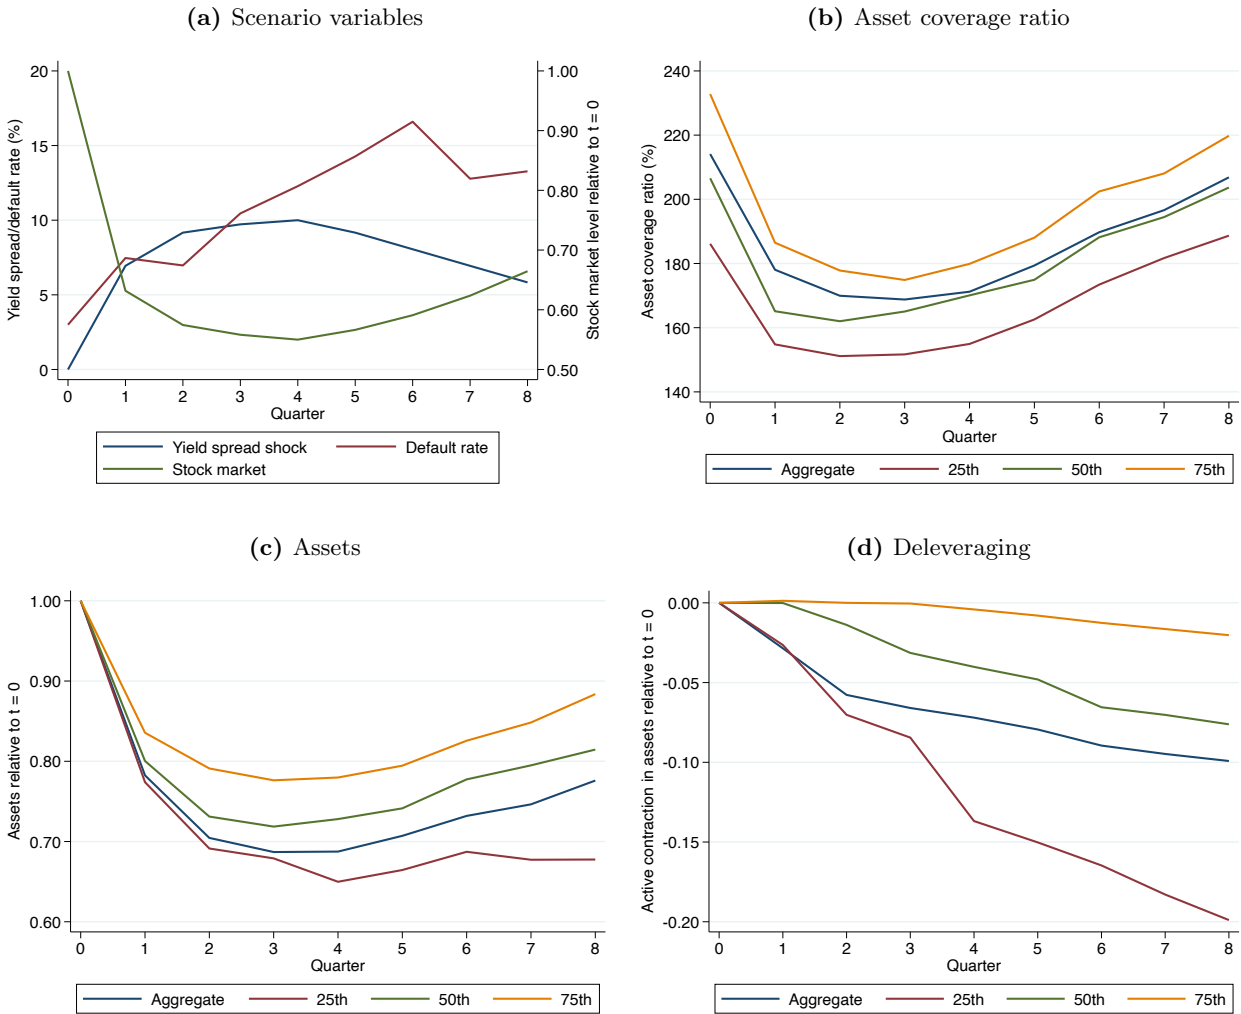 (a) Scenario variables
Yield spread/default rate (%)
20
15
10
5
0
1.00
0.90
0.80
0.70
0.60
0.50
Stock market level relative to t = 0
0 1 2 3 4 5 6 7 8
Quarter
Yield spread shock Default rate
Stock market
(b) Asset coverage ratio
Asset coverage ratio (%)
240
220
200
180
160
140
0 1 2 3 4 5 6 7 8
Quarter
Aggregate 25th 50th 75th
(c) Assets
Assets relative to t = 0
1.00
0.90
0.80
0.70
0.60
0 1 2 3 4 5 6 7 8
Quarter
Aggregate 25th 50th 75th
(d) Deleveraging
Active contraction in assets relative to t = 0
0.00
-0.05
-0.10
-0.15
-0.20
0 1 2 3 4 5 6 7 8
Quarter
Aggregate 25th 50th 75th